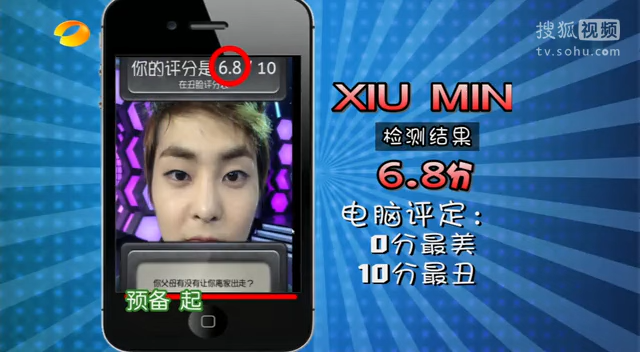 搜狐视频
tv.sohu.com
你的评分是 6.8 / 10
在丑脸评分
XIU MIN
检测结果
6.8分
电脑评定：
0分最美
10分最丑
你父母有没有让你离家出走？
预备 起